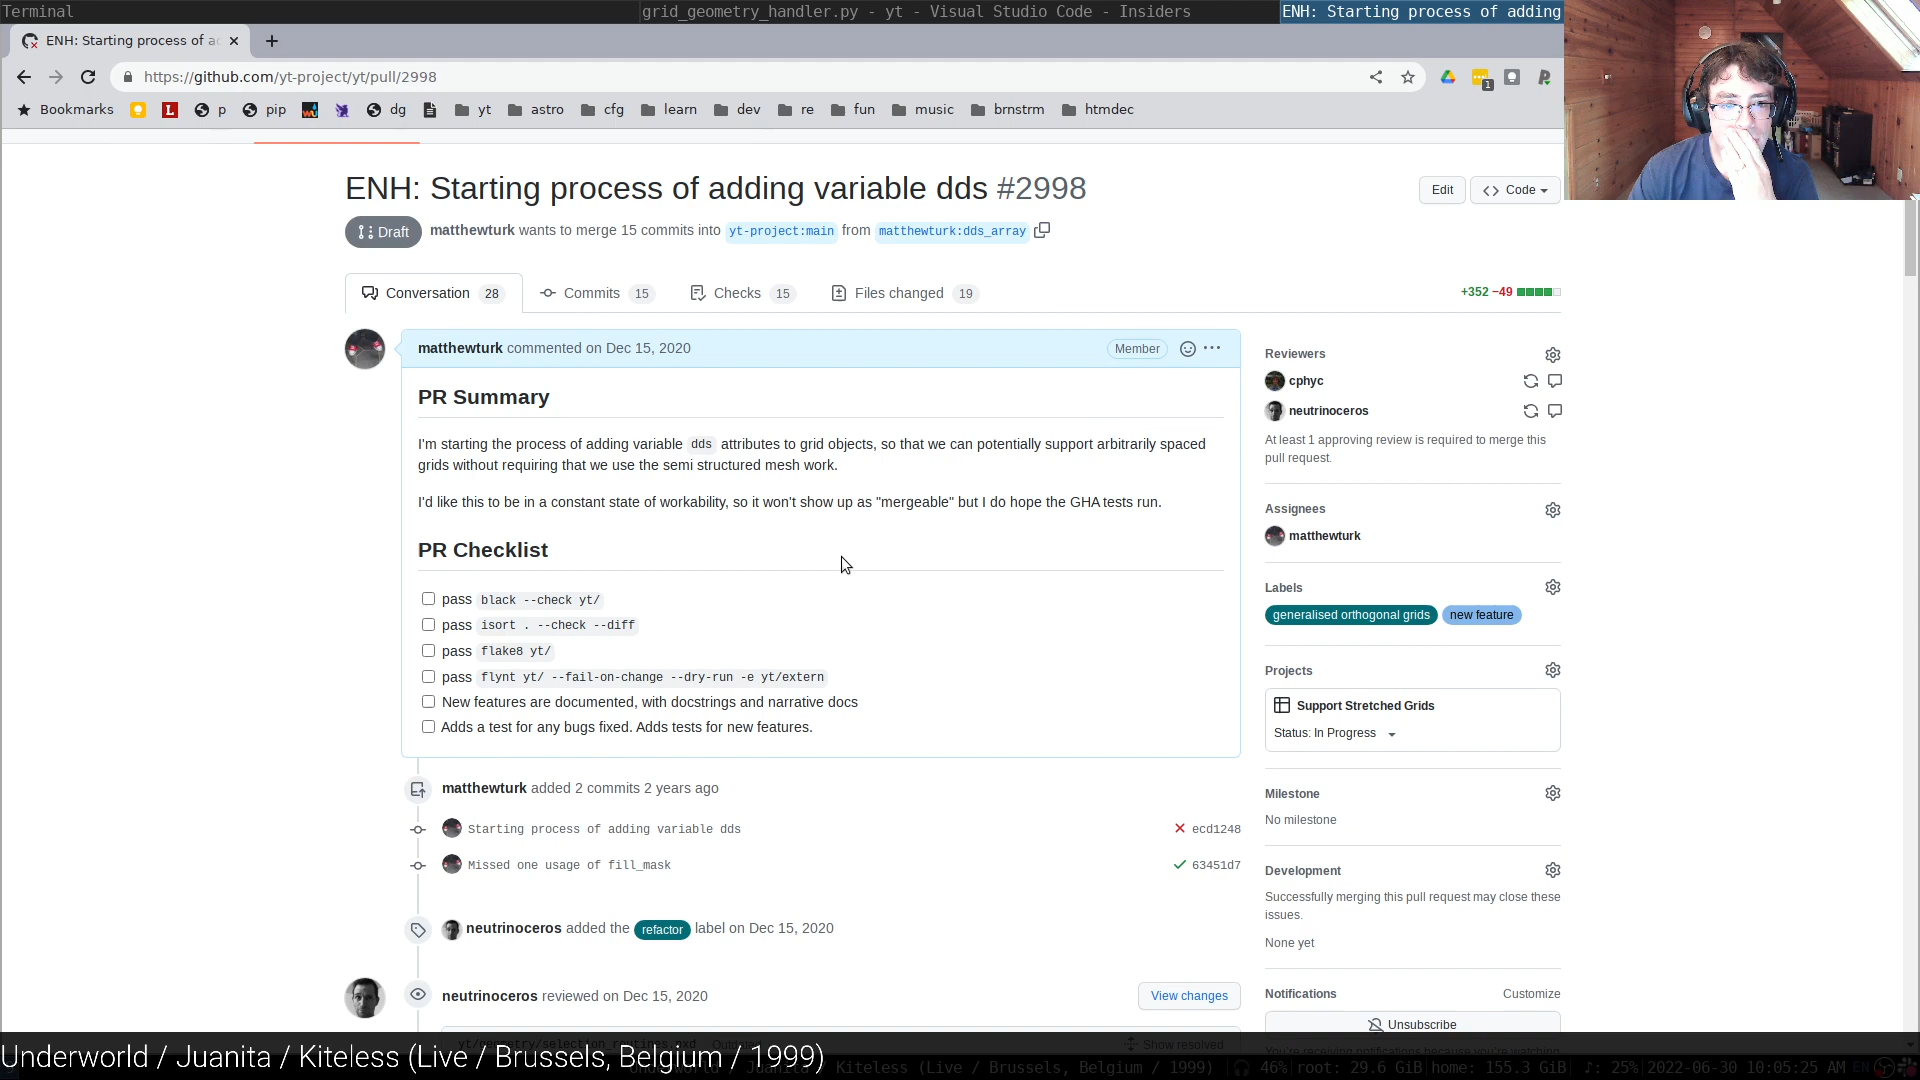 Terminal
grid_geometry_handler.py - yt - Visual Studio Code - Insiders
ENH: Starting process of adding
ENH: Starting process of ad
https://github.com/yt-project/yt/pull/2998
1
Bookmarks
L
p
pip
dg
yt
astro
cfg
learn
dev
re
fun
music
brnstrm
htmdec
ENH: Starting process of adding variable dds #2998
Edit
<> Code
Draft
matthewturk wants to merge 15 commits into yt-project:main from matthewturk:dds_array
Conversation 28
Commits 15
Checks 15
Files changed 19
+352 −49
matthewturk commented on Dec 15, 2020
Member
PR Summary
I'm starting the process of adding variable dds attributes to grid objects, so that we can potentially support arbitrarily spaced
grids without requiring that we use the semi structured mesh work.
I'd like this to be in a constant state of workability, so it won't show up as "mergeable" but I do hope the GHA tests run.
PR Checklist
pass black --check yt/
pass isort . --check --diff
pass flake8 yt/
pass flynt yt/ --fail-on-change --dry-run -e yt/extern
New features are documented, with docstrings and narrative docs
Adds a test for any bugs fixed. Adds tests for new features.
matthewturk added 2 commits 2 years ago
Starting process of adding variable dds
ecd1248
Missed one usage of fill_mask
63451d7
neutrinoceros added the refactor label on Dec 15, 2020
neutrinoceros reviewed on Dec 15, 2020
View changes
Show resolved
Reviewers
cphyc
neutrinoceros
At least 1 approving review is required to merge this
pull request.
Assignees
matthewturk
Labels
generalised orthogonal grids
new feature
Projects
Support Stretched Grids
Status: In Progress
Milestone
No milestone
Development
Successfully merging this pull request may close these
issues.
None yet
Notifications
Customize
Unsubscribe
Underworld / Juanita / Kiteless (Live / Brussels, Belgium / 1999)
Kiteless (Live / Brussels, Belgium / 1999)
46%
root: 29.6 GiB
home: 155.3 GiB
♪: 25%
2022-06-30 10:05:25 AM
EN